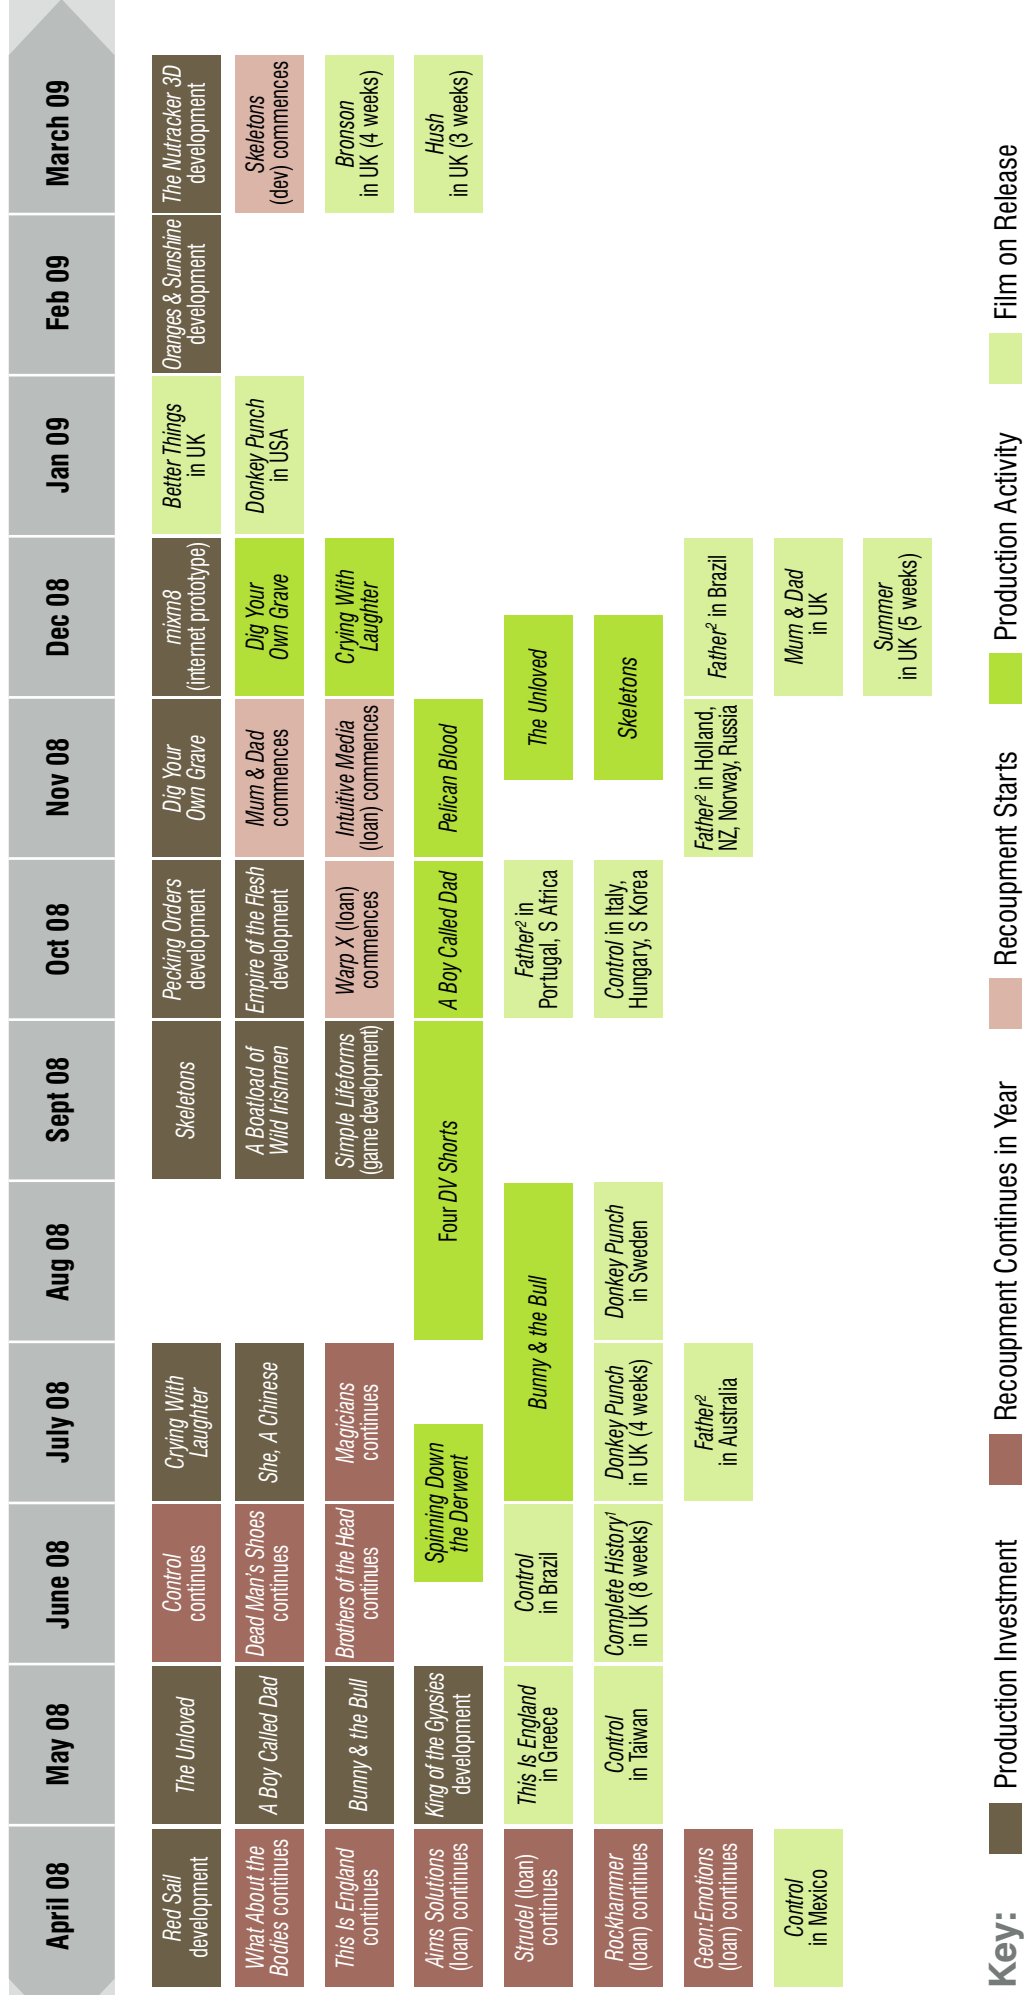 April 08
May 08
June 08
July 08
Aug 08
Sept 08
Oct 08
Nov 08
Dec 08
Jan 09
Feb 09
March 09
Red Sail
development
What About the
Bodies continues
This Is England
continues
Aims Solutions
(loan) continues
Strudel (loan)
continues
Rockhammer
(loan) continues
Geon:Emotions
(loan) continues
Control
in Mexico
The Unloved
A Boy Called Dad
Bunny & the Bull
King of the Gypsies
development
This Is England
in Greece
Control
in Taiwan
Control
continues
Dead Man's Shoes
continues
Brothers of the Head
continues
Spinning Down
the Derwent
Control
in Brazil
Complete History¹
in UK (8 weeks)
Crying With
Laughter
She, A Chinese
Magicians
continues
Bunny & the Bull
Donkey Punch
in UK (4 weeks)
Father²
in Australia
Four DV Shorts
Donkey Punch
in Sweden
Skeletons
A Boatload of
Wild Irishmen
Simple Lifeforms
(game development)
Pecking Orders
development
Empire of the Flesh
development
Warp X (loan)
commences
A Boy Called Dad
Father² in
Portugal, S Africa
Control in Italy,
Hungary, S Korea
Dig Your
Own Grave
Mum & Dad
commences
Intuitive Media
(loan) commences
Pelican Blood
The Unloved
Skeletons
Father² in Holland,
NZ, Norway, Russia
mixm8
(internet prototype)
Dig Your
Own Grave
Crying With
Laughter
Father² in Brazil
Mum & Dad
in UK
Summer
in UK (5 weeks)
Better Things
in UK
Donkey Punch
in USA
Oranges & Sunshine
development
The Nutracker 3D
development
Skeletons
(dev) commences
Bronson
in UK (4 weeks)
Hush
in UK (3 weeks)
Key:
Production Investment
Recoupment Continues in Year
Recoupment Starts
Production Activity
Film on Release